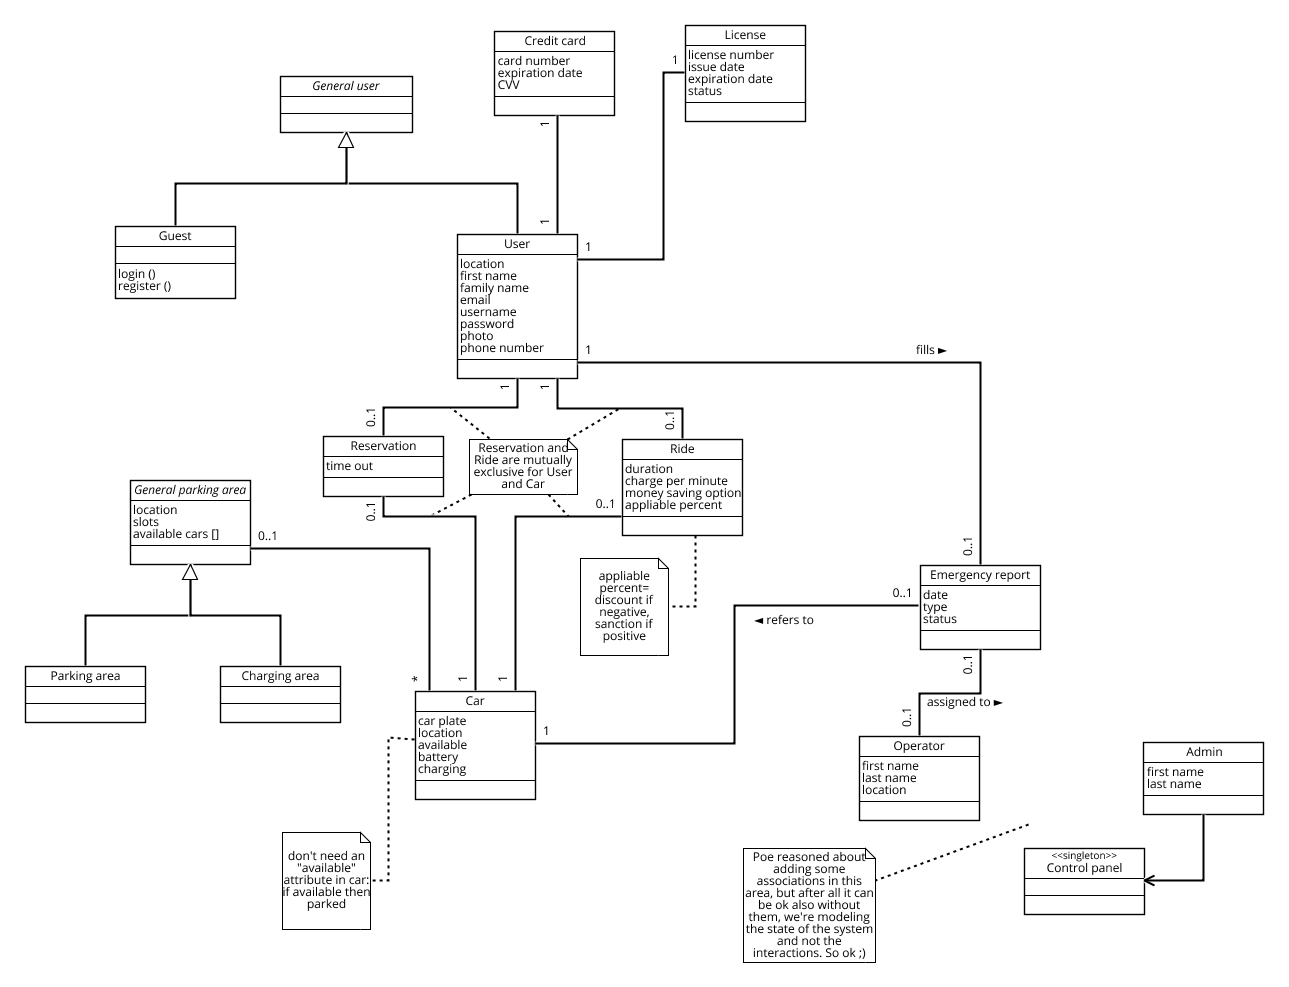 Credit card
card number
expiration date
CVV
License
license number
issue date
expiration date
status
1
1
General user
1
1
Guest
login ()
register ()
User
location
first name
family name
email
username
password
photo
phone number
1
1
fills ►
1
1
0..1
0..1
Reservation
time out
Reservation and
Ride are mutually
exclusive for User
and Car
Ride
duration
charge per minute
money saving option
appliable percent
0..1
0..1
General parking area
location
slots
available cars []
0..1
appliable
percent=
discount if
negative,
sanction if
positive
0..1
Emergency report
date
type
status
0..1
◄ refers to
0..1
assigned to ►
0..1
Parking area
Charging area
*
1
1
Car
car plate
location
available
battery
charging
1
Operator
first name
last name
location
Admin
first name
last name
don't need an
"available"
attribute in car:
if available then
parked
Poe reasoned about
adding some
associations in this
area, but after all it can
be ok also without
them, we're modeling
the state of the system
and not the
interactions. So ok ;)
<<singleton>>
Control panel